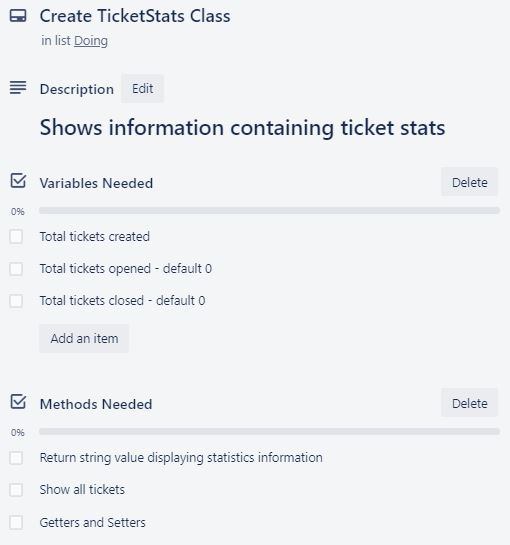 Create TicketStats Class
in list Doing
Description Edit
Shows information containing ticket stats
Variables Needed Delete
0%
Total tickets created
Total tickets opened - default 0
Total tickets closed - default 0
Add an item
Methods Needed Delete
0%
Return string value displaying statistics information
Show all tickets
Getters and Setters